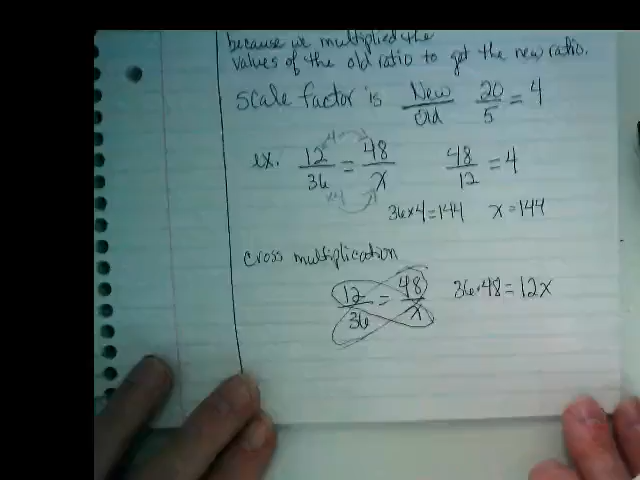 because we multiplied the
values of the old ratio to get the new ratio.
scale factor is New/Old 20/5 = 4
ex. 12/36 = 48/x 48/12 = 4
×4
×4
36×4=144 x=144
cross multiplication
12/36 = 48/x 36·48=12x